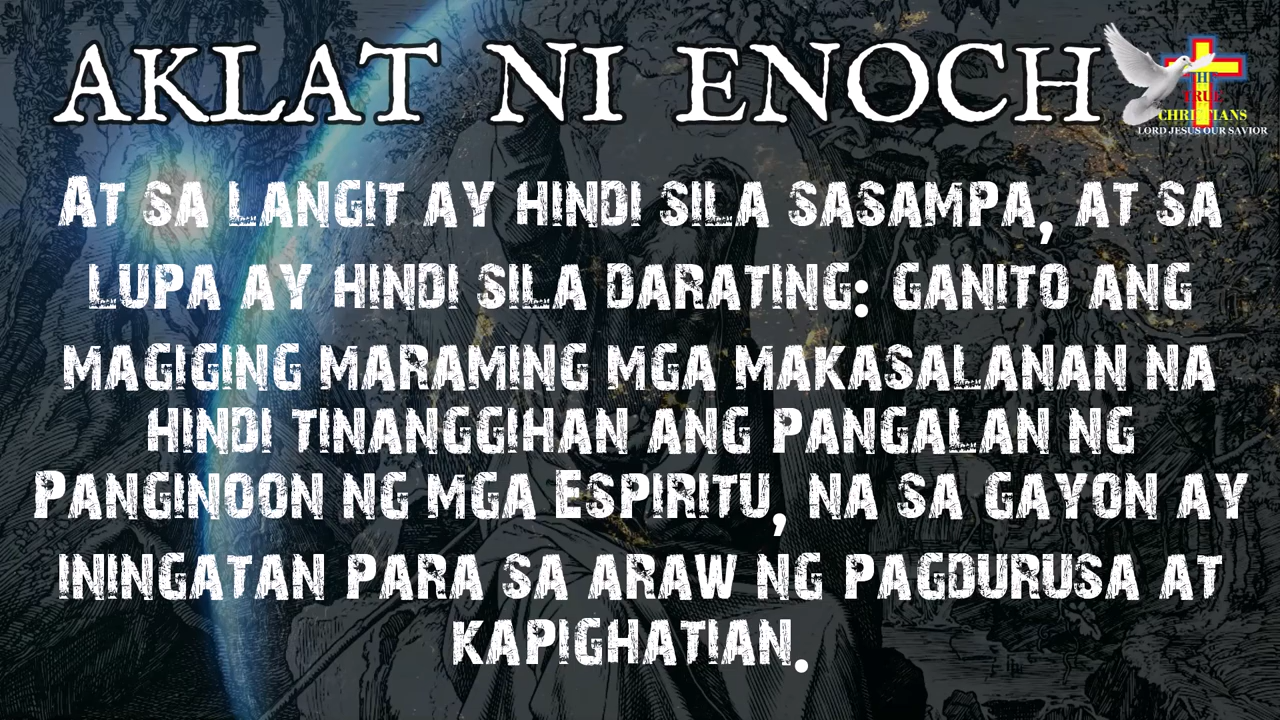 AKLAT NI ENOCH
TRUE
CHRISTIANS
LORD JESUS OUR SAVIOR
At sa langit ay hindi sila sasampa, at sa
lupa ay hindi sila darating: ganito ang
magiging maraming mga makasalanan na
hindi tinanggihan ang pangalan ng
Panginoon ng mga Espiritu, na sa gayon ay
iningatan para sa araw ng pagdurusa at
kapighatian.